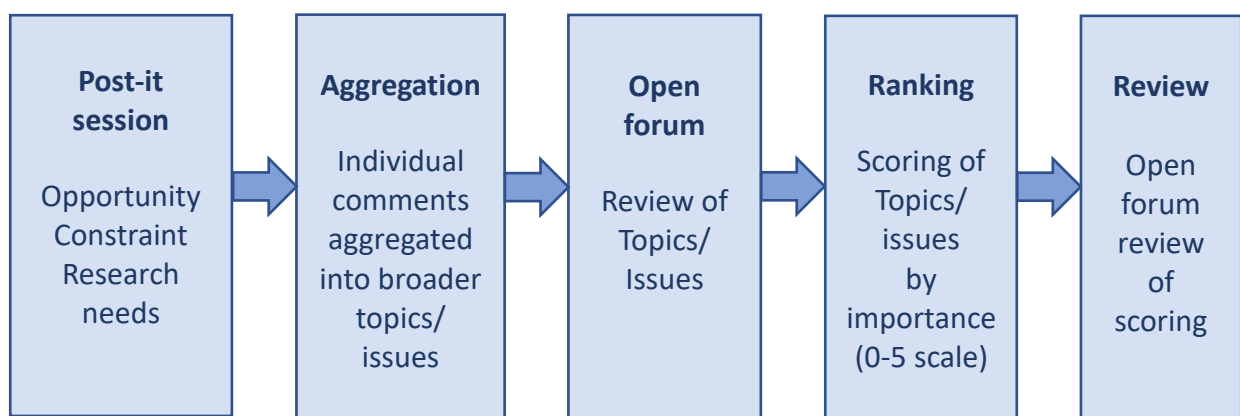 Post-it
session
Opportunity
Constraint
Research
needs
Aggregation
Individual
comments
aggregated
into broader
topics/
issues
Open
forum
Review of
Topics/
Issues
Ranking
Scoring of
Topics/
issues
by
importance
(0-5 scale)
Review
Open
forum
review
of
scoring